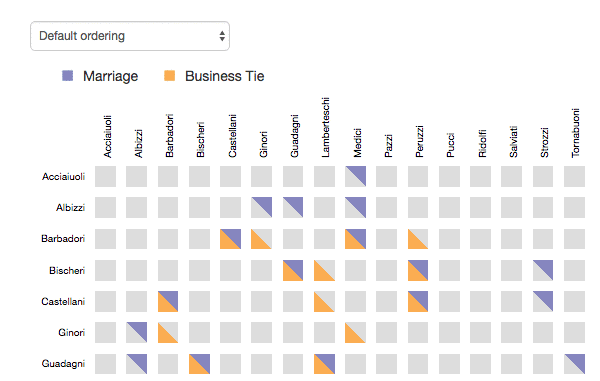 Default ordering
Marriage Business Tie
Acciaiuoli Albizzi Barbadori Bischeri Castellani Ginori Guadagni Lamberteschi Medici Pazzi Peruzzi Pucci Ridolfi Salviati Strozzi Tornabuoni
Acciaiuoli
Albizzi
Barbadori
Bischeri
Castellani
Ginori
Guadagni